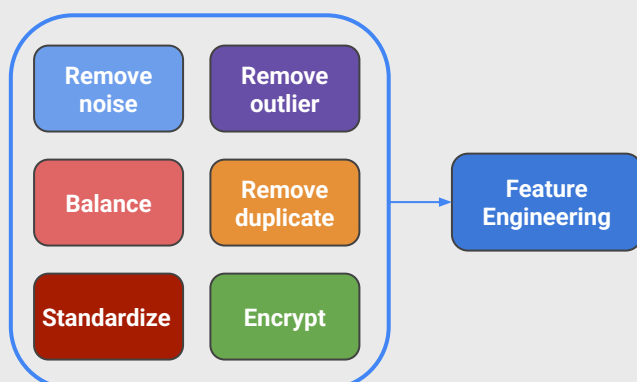 Remove
noise
Remove
outlier
Balance
Remove
duplicate
Feature
Engineering
Standardize
Encrypt